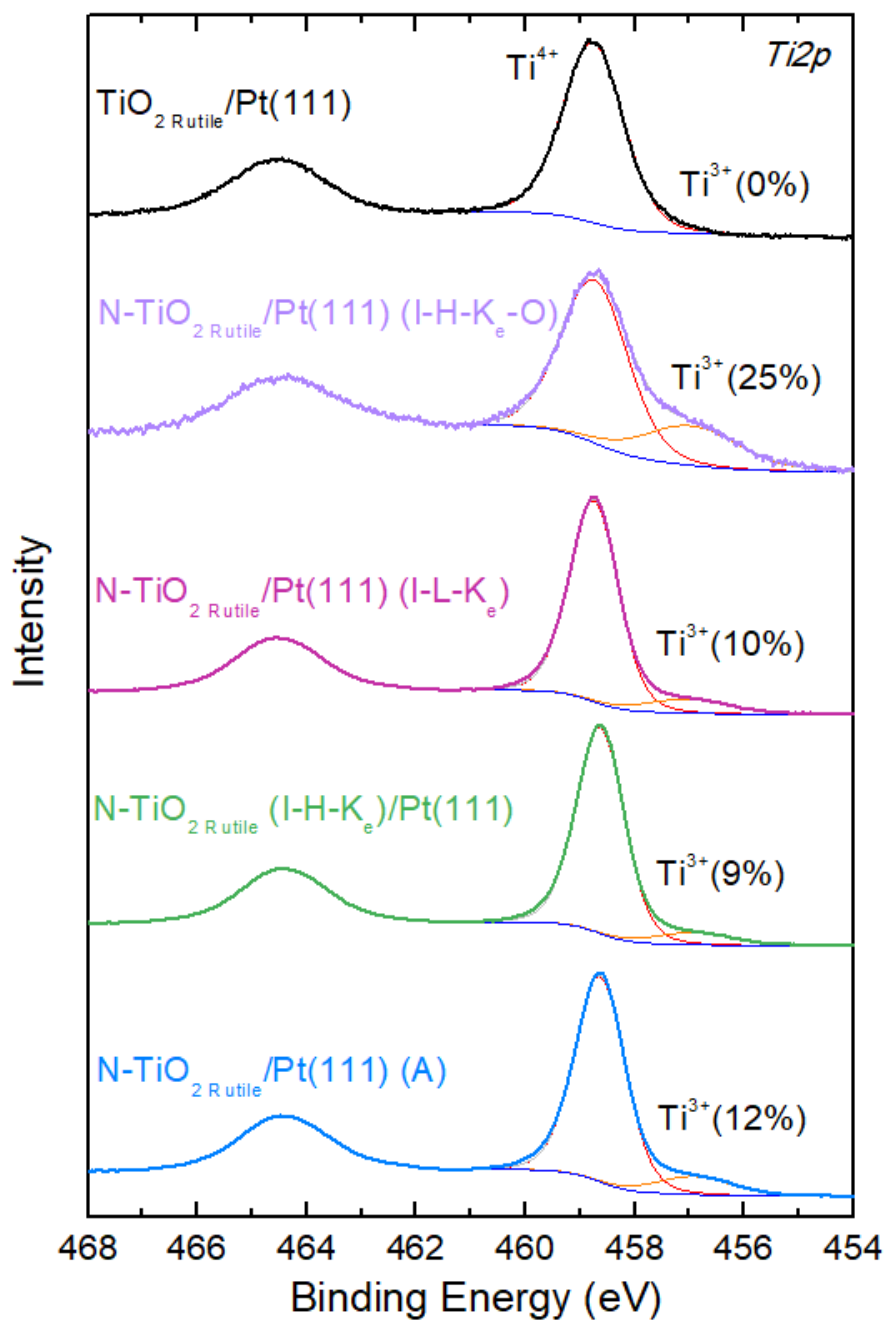 Ti2p
Ti⁴⁺
TiO₂ Rutile/Pt(111)
Ti³⁺(0%)
N-TiO₂ Rutile/Pt(111) (I-H-Kₑ-O)
Ti³⁺(25%)
N-TiO₂ Rutile/Pt(111) (I-L-Kₑ)
Ti³⁺(10%)
N-TiO₂ Rutile (I-H-Kₑ)/Pt(111)
Ti³⁺(9%)
N-TiO₂ Rutile/Pt(111) (A)
Ti³⁺(12%)
Intensity
468 466 464 462 460 458 456 454
Binding Energy (eV)